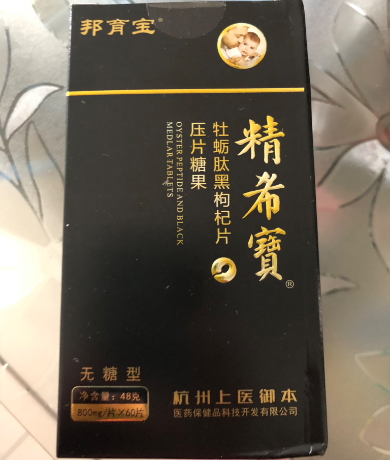 邦育宝®
精希寶®
牡蛎肽黑枸杞片
压片糖果
OYSTER PEPTIDE AND BLACK
MEDLAR TABLETS
无糖型
净含量：48克
800mg/片×60片
杭州上医御本
医药保健品科技开发有限公司